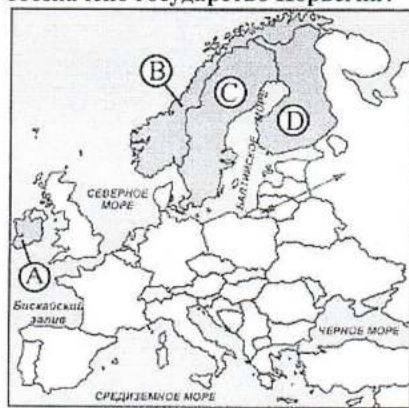 B
C
D
СЕВЕРНОЕ
МОРЕ
БАЛТИЙСКОЕ МОРЕ
A
Бискайский
залив
ЧЕРНОЕ МОРЕ
СРЕДИЗЕМНОЕ МОРЕ